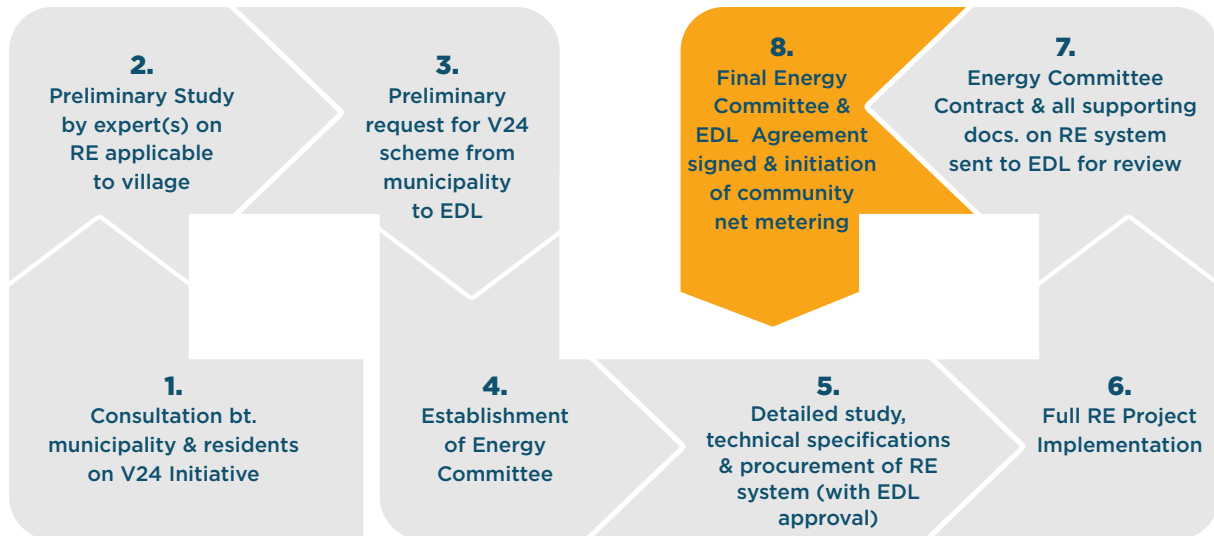 1.
Consultation bt.
municipality & residents
on V24 Initiative
2.
Preliminary Study
by expert(s) on
RE applicable
to village
3.
Preliminary
request for V24
scheme from
municipality
to EDL
4.
Establishment
of Energy
Committee
5.
Detailed study,
technical specifications
& procurement of RE
system (with EDL
approval)
6.
Full RE Project
Implementation
7.
Energy Committee
Contract & all supporting
docs. on RE system
sent to EDL for review
8.
Final Energy
Committee &
EDL Agreement
signed & initiation
of community
net metering